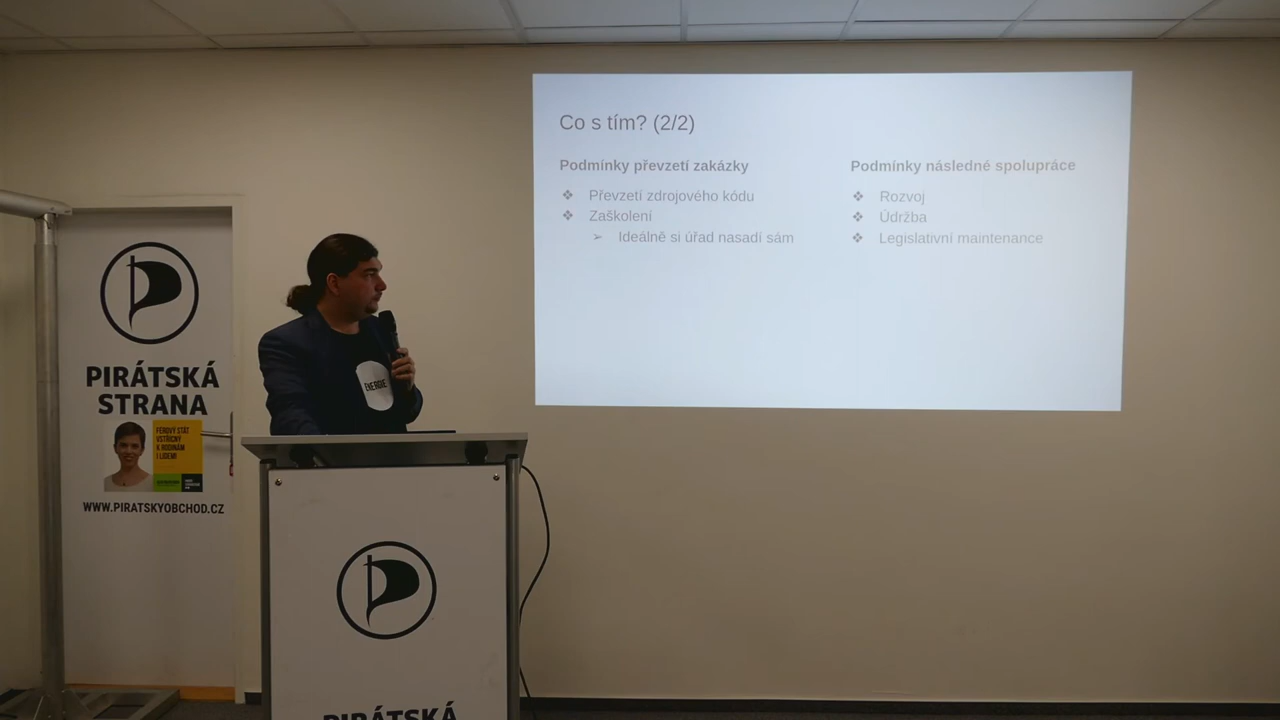 Co s tím? (2/2)
Podmínky převzetí zakázky
❖ Převzetí zdrojového kódu
❖ Zaškolení
➢ Ideálně si úřad nasadí sám
Podmínky následné spolupráce
❖ Rozvoj
❖ Údržba
❖ Legislativní maintenance
PIRÁTSKÁ
STRANA
FÉROVÝ STÁT
VSTŘÍCNÝ
K RODINÁM
I LIDEM
WWW.PIRATSKYOBCHOD.CZ
ENERGIE
PIRÁTSKÁ